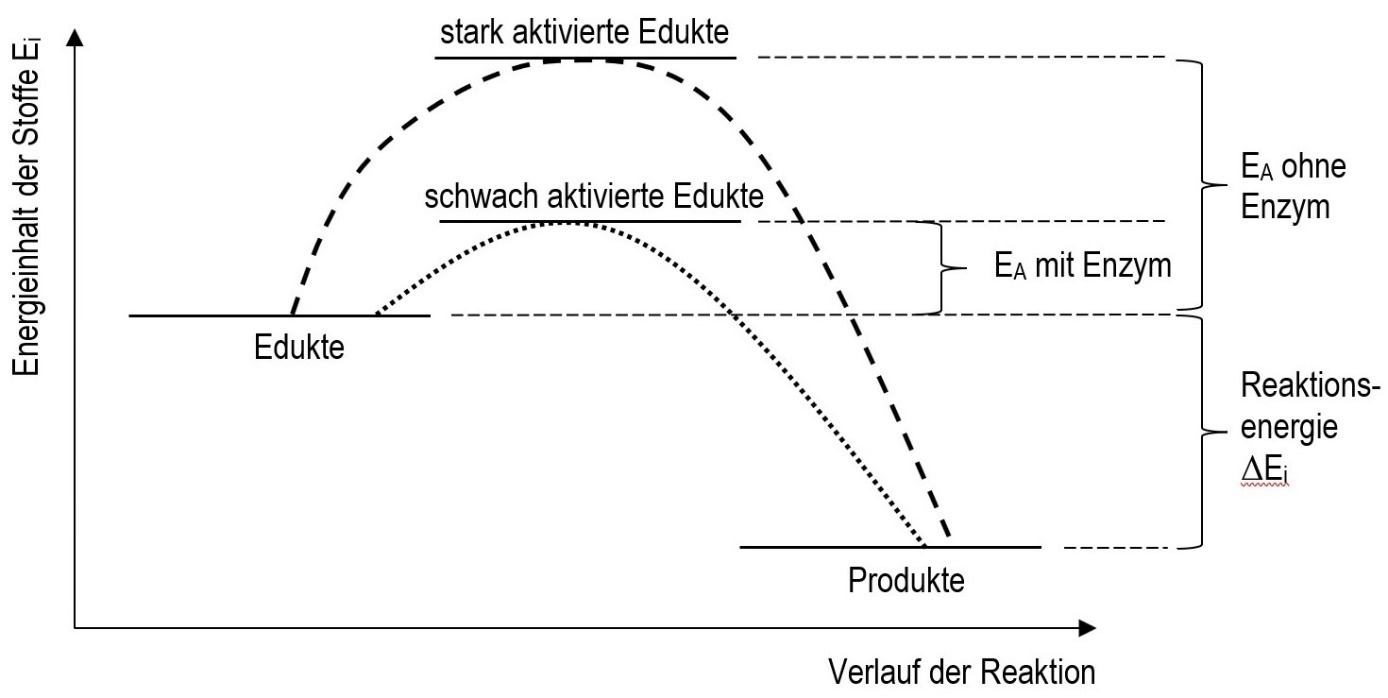 Energieinhalt der Stoffe Ei
stark aktivierte Edukte
schwach aktivierte Edukte
EA ohne
Enzym
EA mit Enzym
Edukte
Reaktions-
energie
ΔEi
Produkte
Verlauf der Reaktion